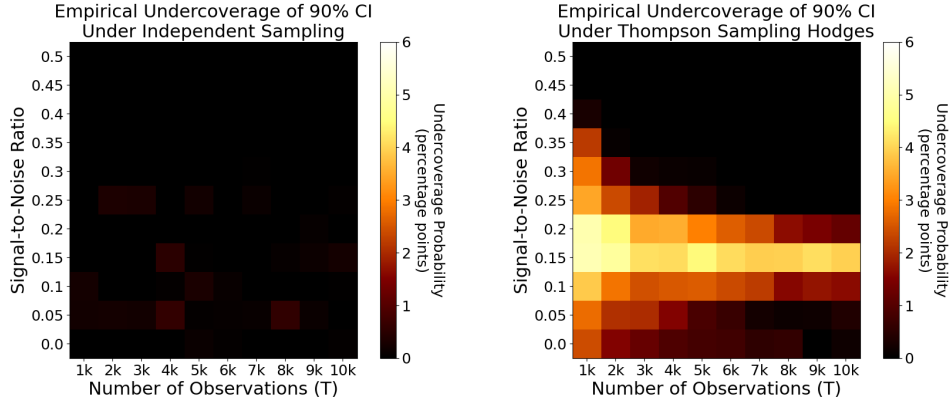 Empirical Undercoverage of 90% CI
Under Independent Sampling
Signal-to-Noise Ratio
0.5
0.45
0.4
0.35
0.3
0.25
0.2
0.15
0.1
0.05
0.0
1k 2k 3k 4k 5k 6k 7k 8k 9k 10k
Number of Observations (T)
6
5
4
3
2
1
0
Undercoverage Probability
(percentage points)
Empirical Undercoverage of 90% CI
Under Thompson Sampling Hodges
Signal-to-Noise Ratio
0.5
0.45
0.4
0.35
0.3
0.25
0.2
0.15
0.1
0.05
0.0
1k 2k 3k 4k 5k 6k 7k 8k 9k 10k
Number of Observations (T)
6
5
4
3
2
1
0
Undercoverage Probability
(percentage points)